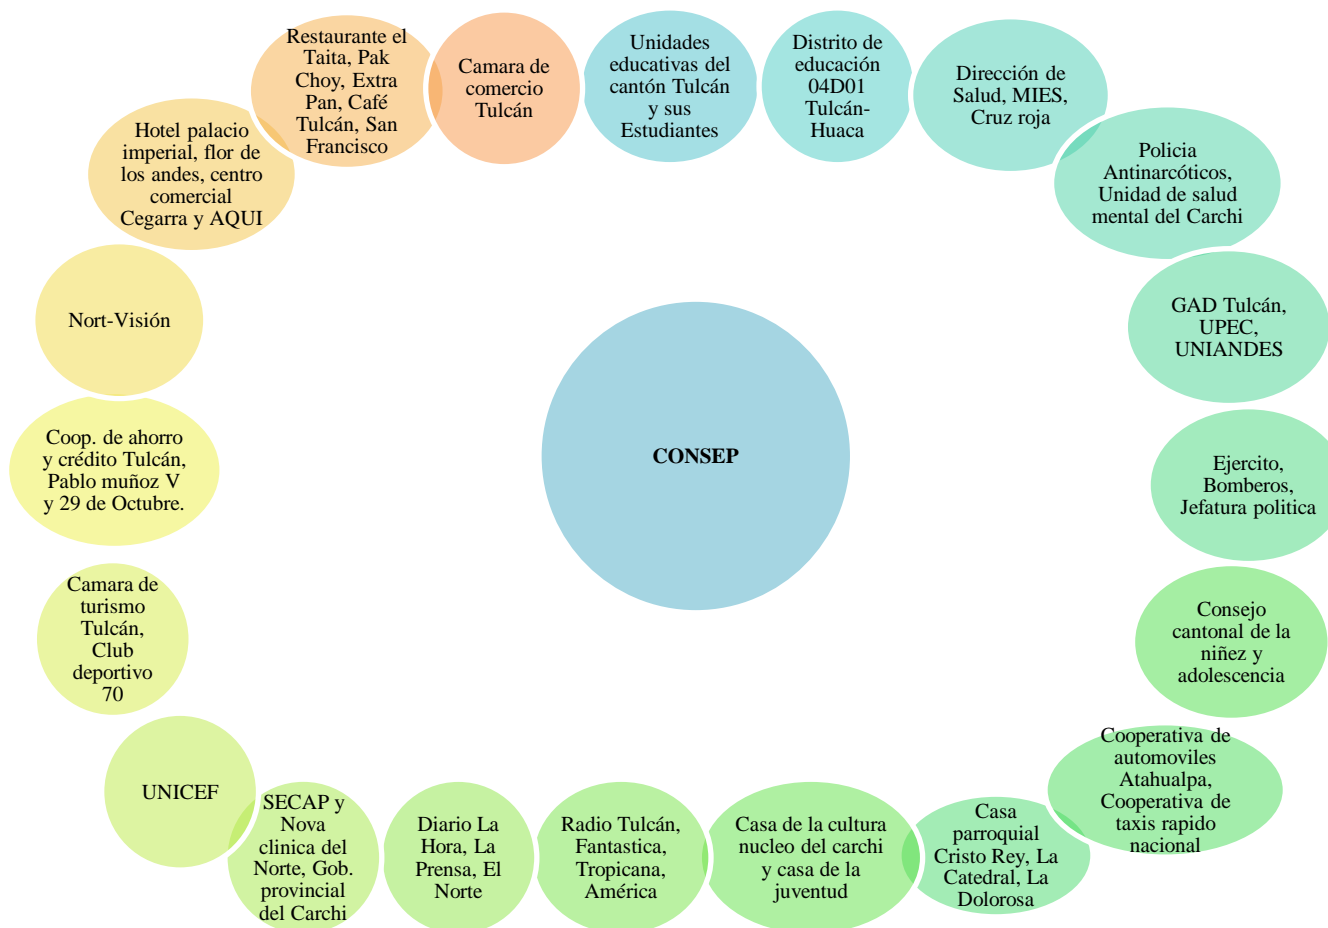 Restaurante el
Taita, Pak
Choy, Extra
Pan, Café
Tulcán, San
Francisco
Camara de
comercio
Tulcán
Unidades
educativas del
cantón Tulcán
y sus
Estudiantes
Distrito de
educación
04D01
Tulcán-
Huaca
Dirección de
Salud, MIES,
Cruz roja
Policia
Antinarcóticos,
Unidad de salud
mental del Carchi
GAD Tulcán,
UPEC,
UNIANDES
Ejercito,
Bomberos,
Jefatura politica
Consejo
cantonal de la
niñez y
adolescencia
Cooperativa de
automoviles
Atahualpa,
Cooperativa de
taxis rapido
nacional
Casa
parroquial
Cristo Rey, La
Catedral, La
Dolorosa
Casa de la cultura
nucleo del carchi
y casa de la
juventud
Radio Tulcán,
Fantastica,
Tropicana,
América
Diario La
Hora, La
Prensa, El
Norte
SECAP y
Nova
clinica del
Norte, Gob.
provincial
del Carchi
UNICEF
Camara de
turismo
Tulcán,
Club
deportivo
70
Coop. de ahorro
y crédito Tulcán,
Pablo muñoz V
y 29 de Octubre.
Nort-Visión
Hotel palacio
imperial, flor de
los andes, centro
comercial
Cegarra y AQUI
CONSEP